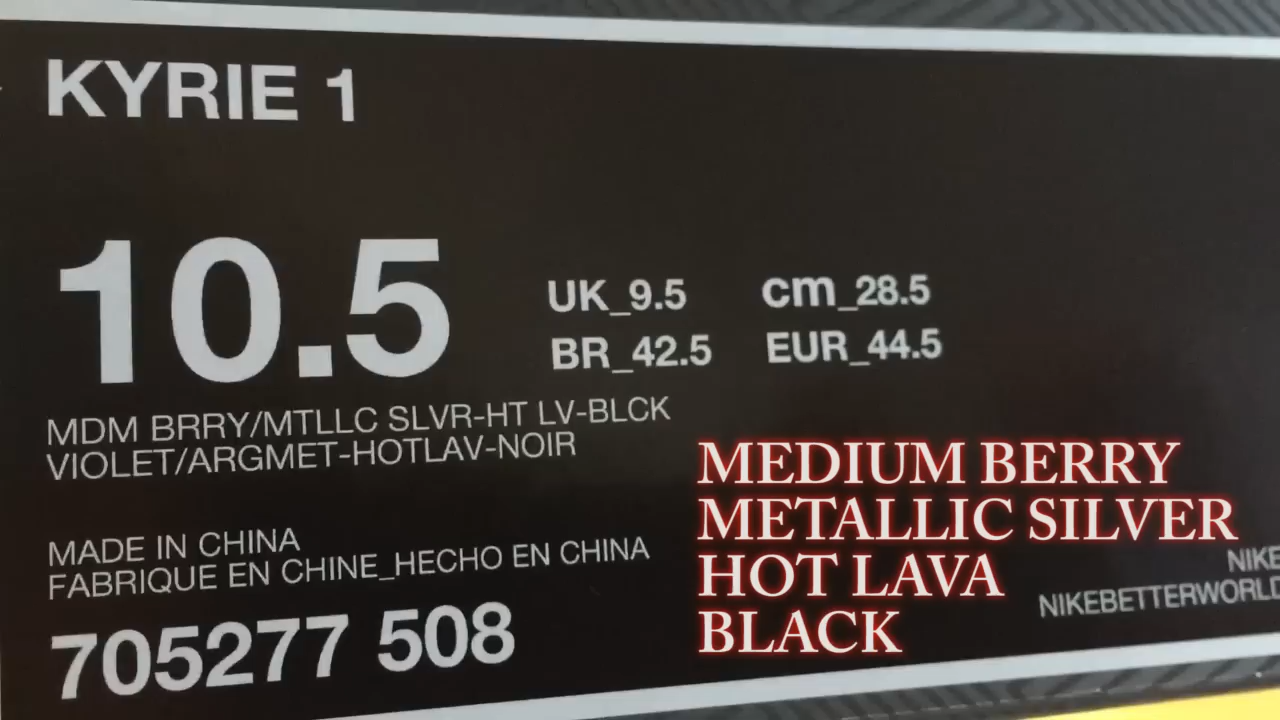 KYRIE 1
10.5
UK_9.5 cm_28.5
BR_42.5 EUR_44.5
MDM BRRY/MTLLC SLVR-HT LV-BLCK
VIOLET/ARGMET-HOTLAV-NOIR
MADE IN CHINA
FABRIQUE EN CHINE_HECHO EN CHINA
705277 508
MEDIUM BERRY
METALLIC SILVER
HOT LAVA
BLACK
NIKE
NIKEBETTERWORLD